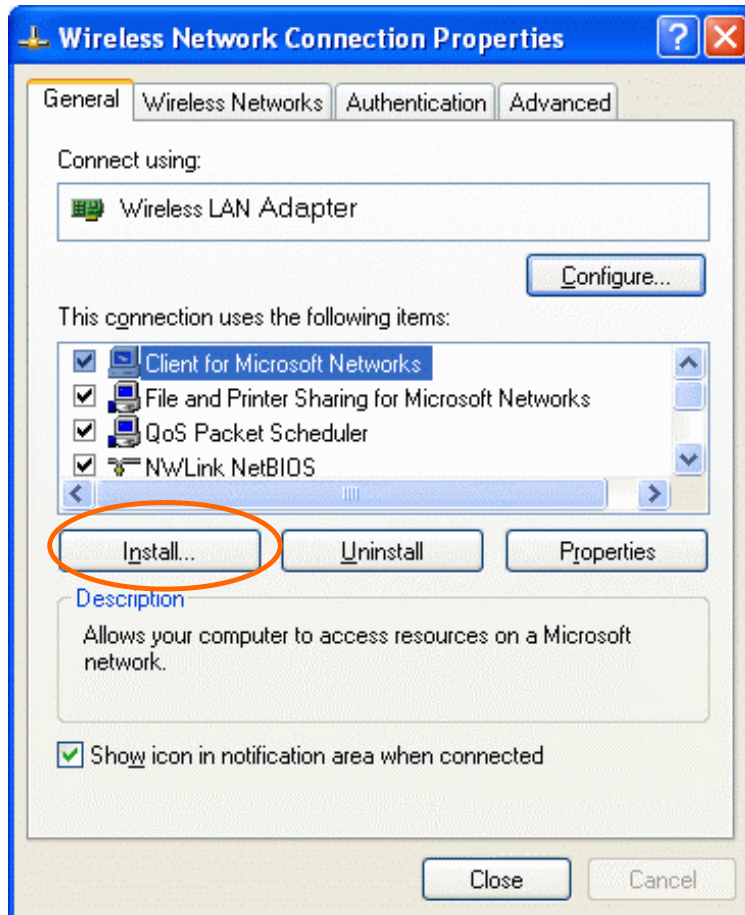 Wireless Network Connection Properties
General Wireless Networks Authentication Advanced
Connect using:
Wireless LAN Adapter
Configure...
This connection uses the following items:
Client for Microsoft Networks
File and Printer Sharing for Microsoft Networks
QoS Packet Scheduler
NWLink NetBIOS
Install... Uninstall Properties
Description
Allows your computer to access resources on a Microsoft
network.
Show icon in notification area when connected
Close Cancel